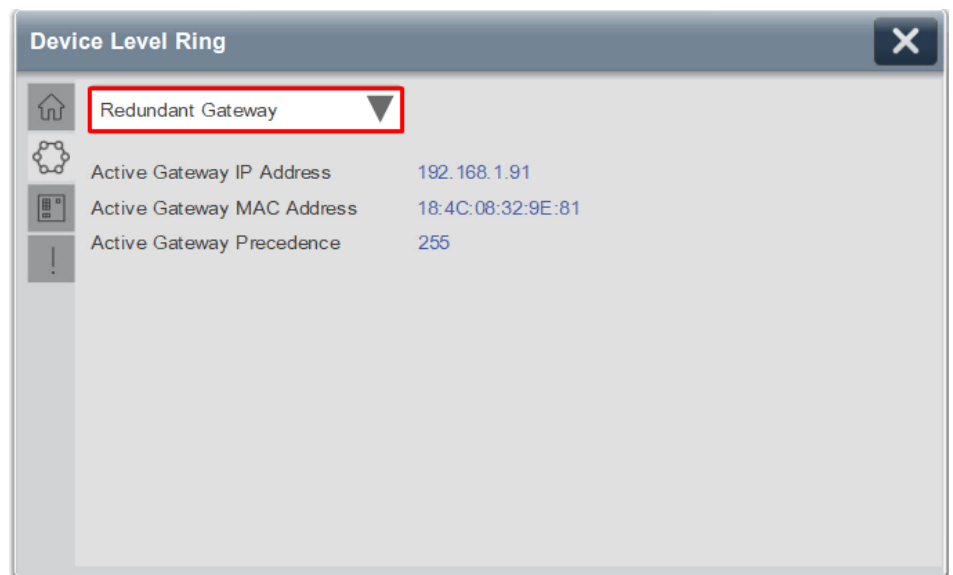 Device Level Ring
Redundant Gateway
Active Gateway IP Address 192.168.1.91
Active Gateway MAC Address 18:4C:08:32:9E:81
Active Gateway Precedence 255